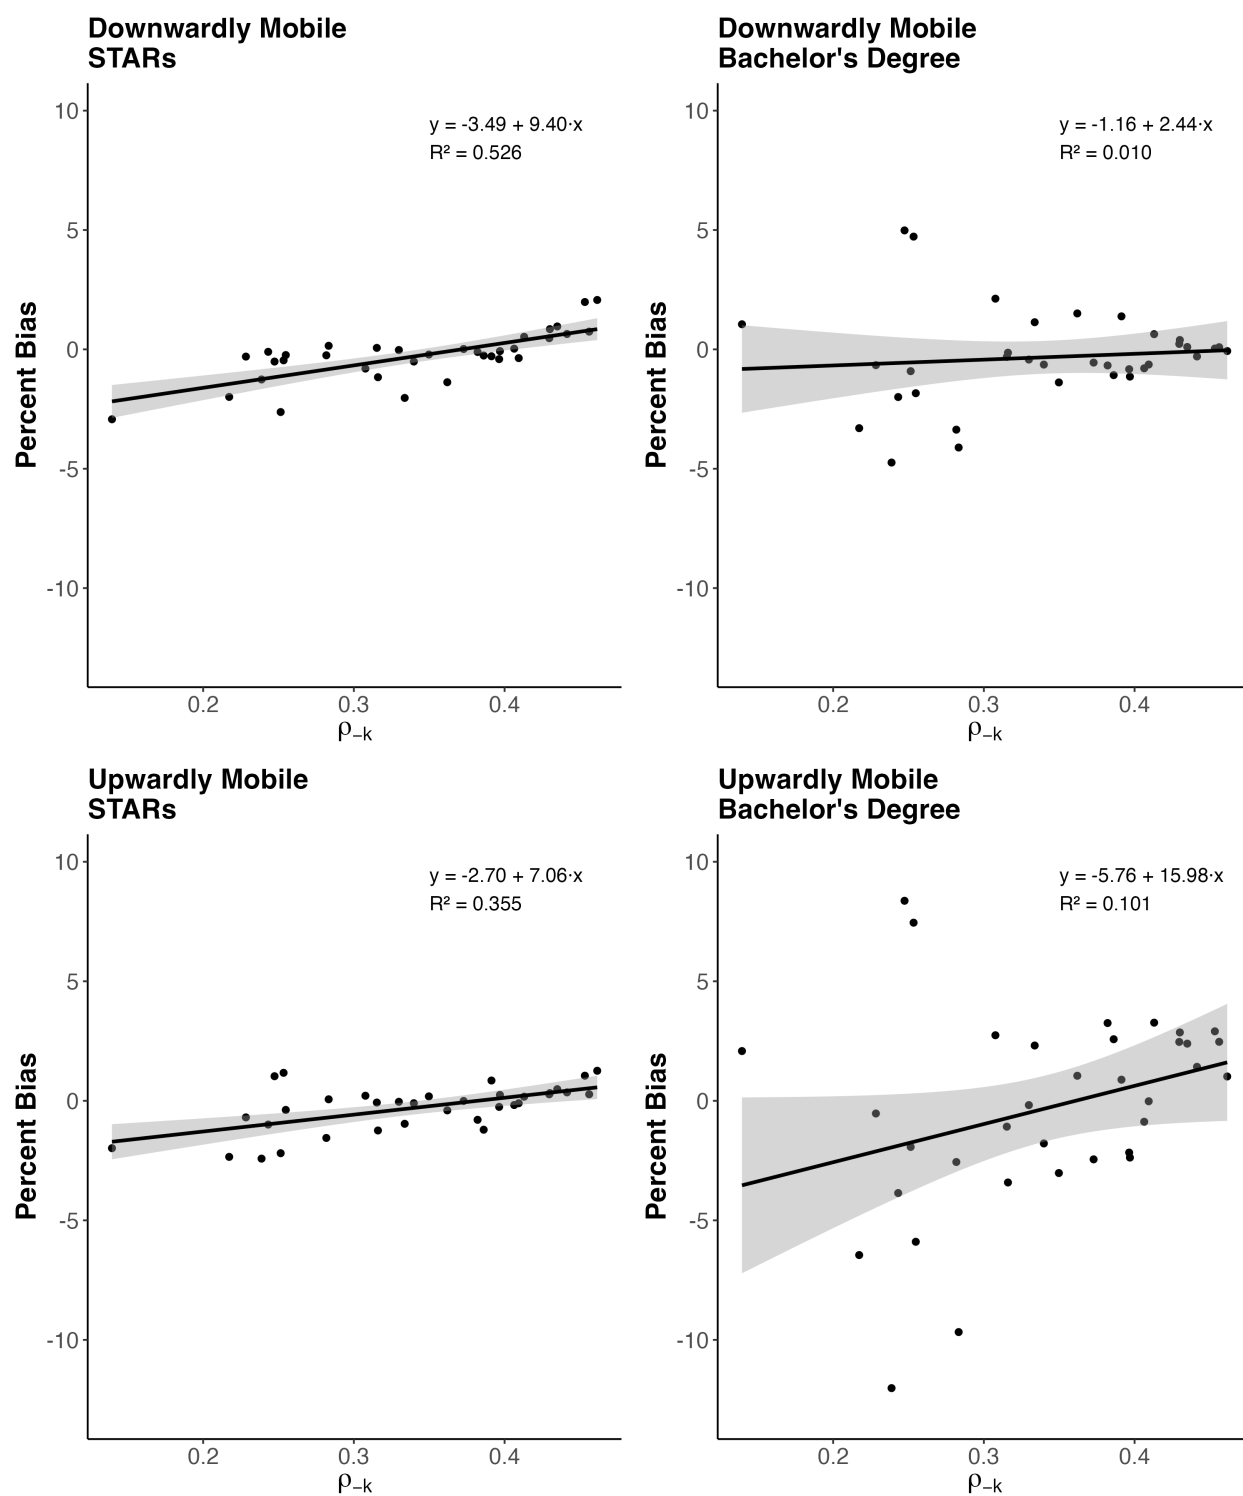 Downwardly Mobile
STARs
10
5
0
-5
-10
Percent Bias
y = -3.49 + 9.40·x
R² = 0.526
0.2 0.3 0.4
ρ₋ₖ
Downwardly Mobile
Bachelor's Degree
10
5
0
-5
-10
Percent Bias
y = -1.16 + 2.44·x
R² = 0.010
0.2 0.3 0.4
ρ₋ₖ
Upwardly Mobile
STARs
10
5
0
-5
-10
Percent Bias
y = -2.70 + 7.06·x
R² = 0.355
0.2 0.3 0.4
ρ₋ₖ
Upwardly Mobile
Bachelor's Degree
10
5
0
-5
-10
Percent Bias
y = -5.76 + 15.98·x
R² = 0.101
0.2 0.3 0.4
ρ₋ₖ